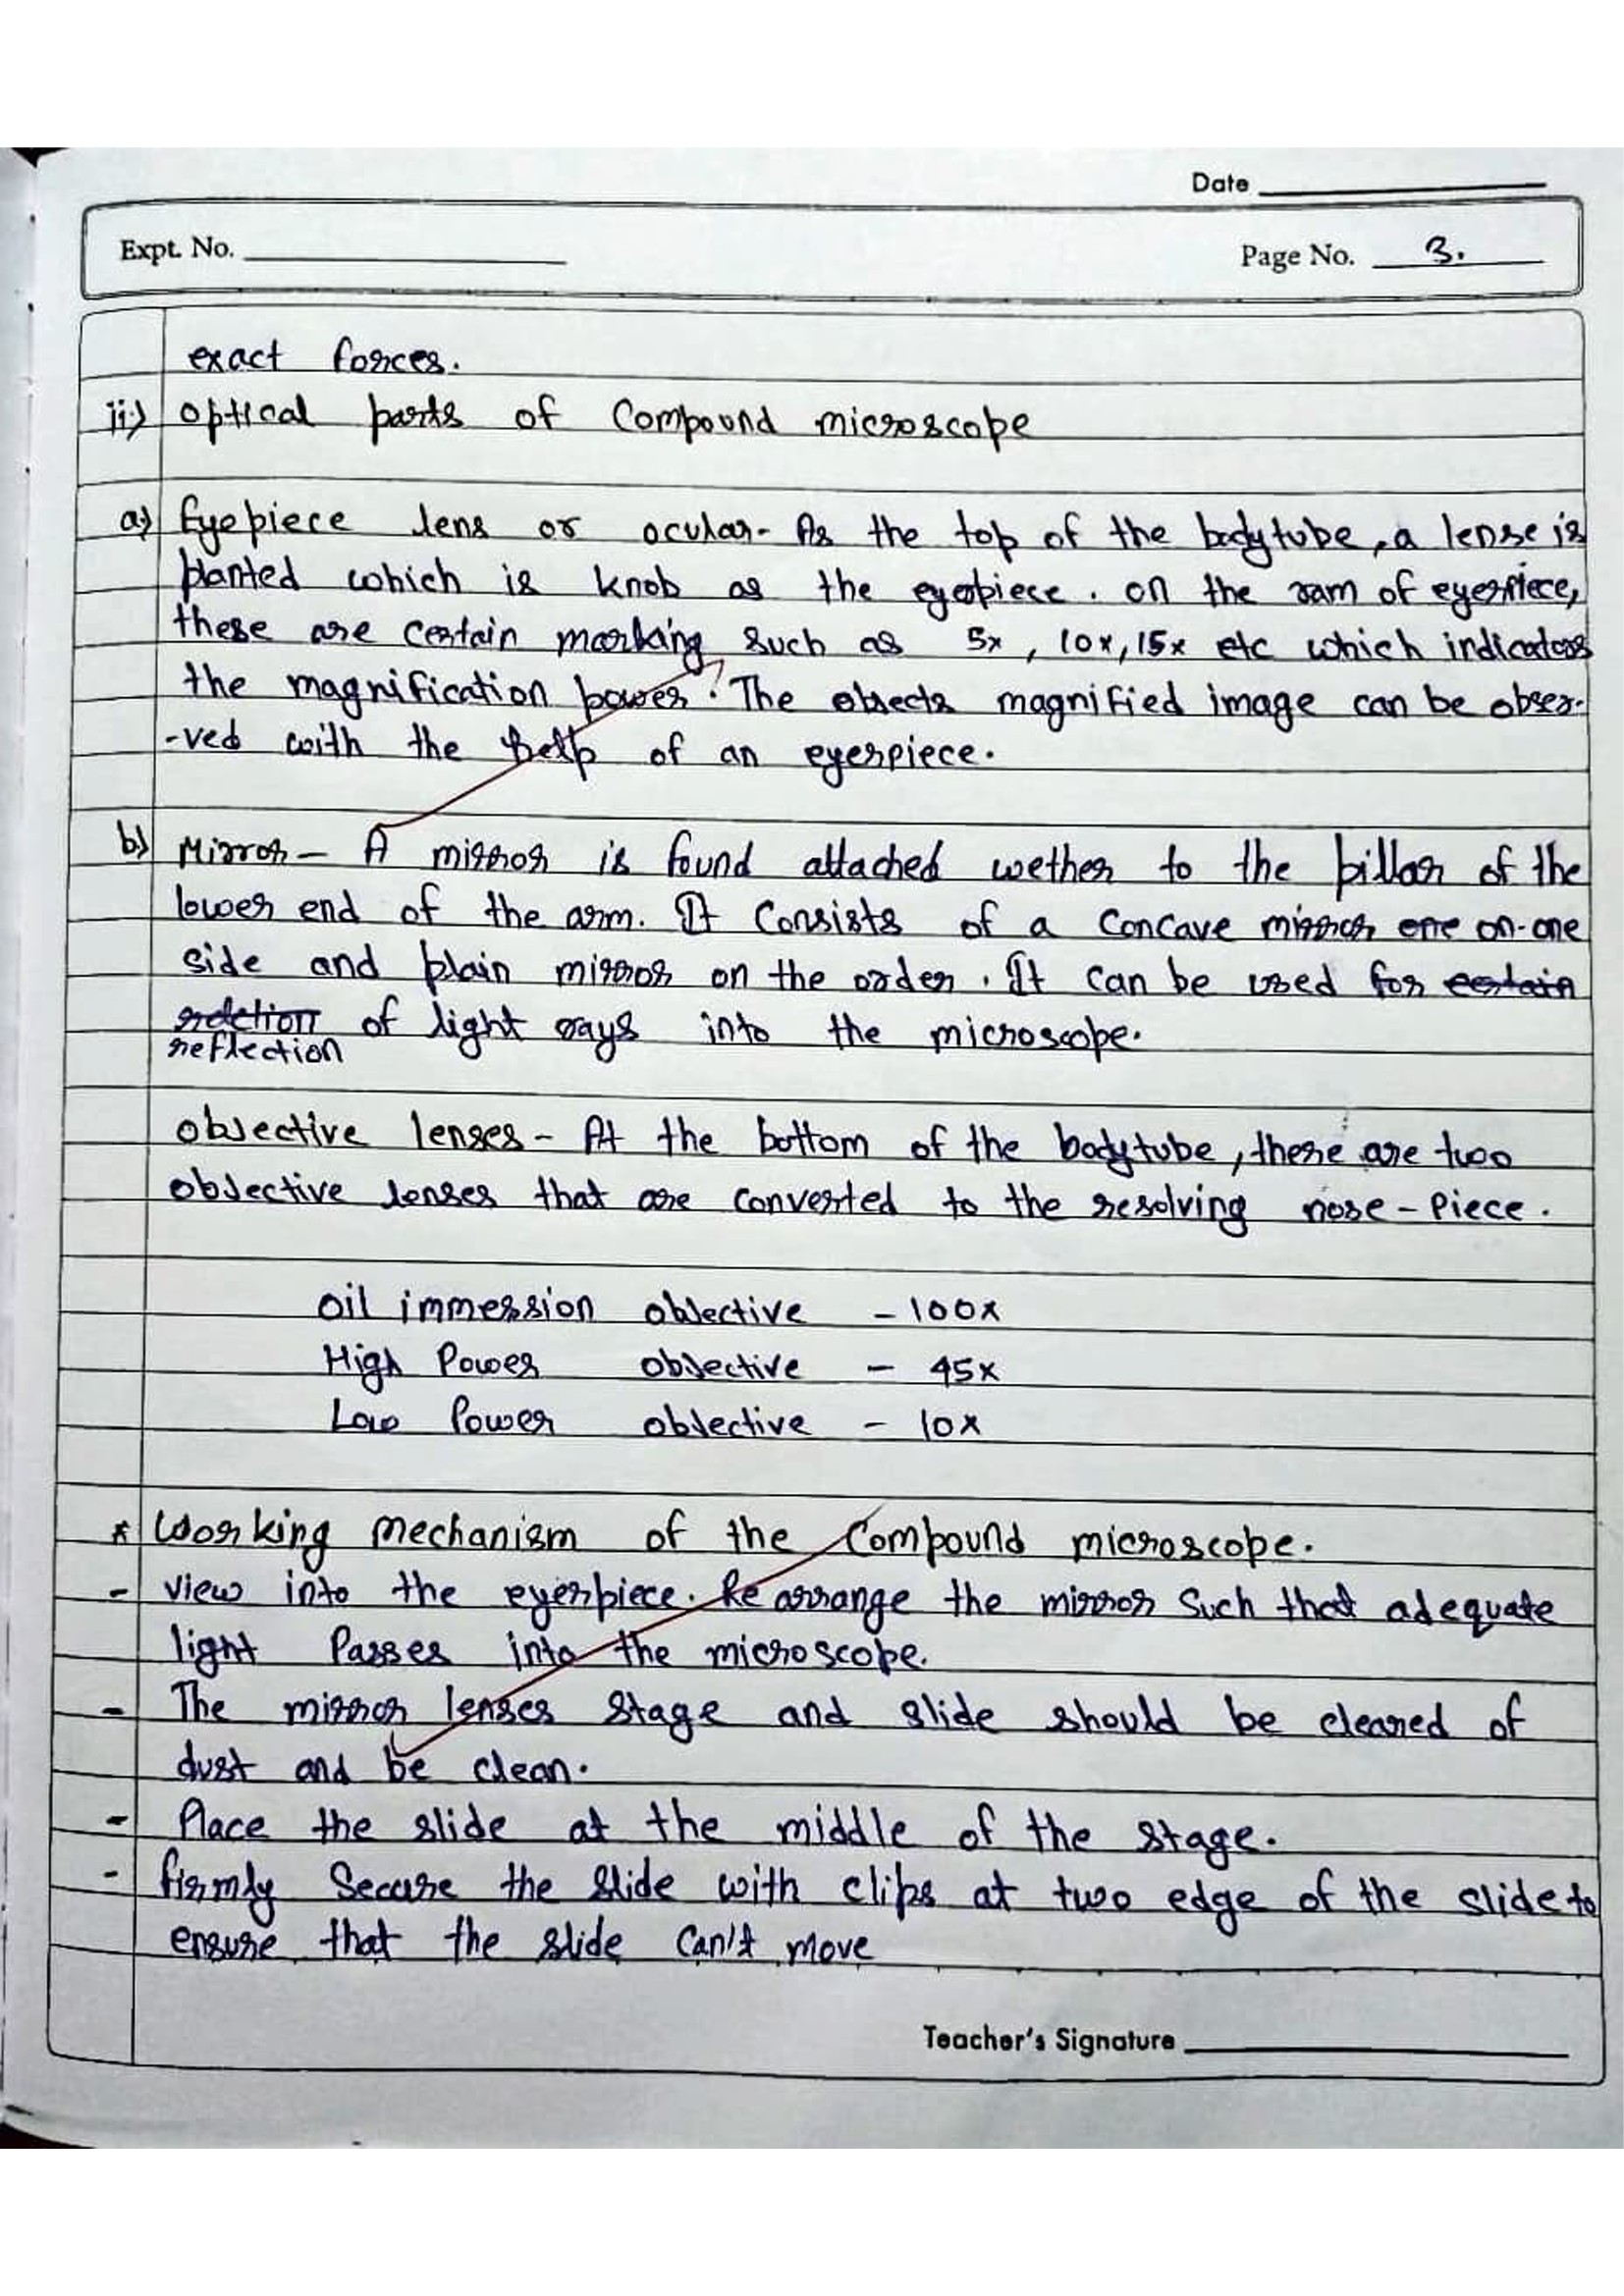 Date
Expt. No.
Page No. 3.
exact forces.
ii) optical parts of Compound microscope
a) Eyepiece lens or ocular- As the top of the bodytube, a lense is
planted which is knob as the eyepiece. on the ram of eyerpiece,
these are certain marking such as 5x, 10x, 15x etc which indicators
the magnification power. The objects magnified image can be obser-
-ved with the help of an eyerpiece.
b) Mirror- A mirror is found attached wether to the pillar of the
lower end of the arm. It Consists of a Concave mirror one on-one
side and plain mirror on the order. It can be used for certain
of light rays into the microscope.
reflection
objective lenses- At the bottom of the bodytube, there are two
objective lenses that are converted to the resolving nose-piece.
Oil immession objective - 100x
High Power objective - 45x
Low Power objective - 10x
* Working mechanism of the Compound microscope.
- view into the eyerpiece. Re arrange the mirror such that adequate
light Passes into the microscope.
- The mirror lenses stage and slide should be cleared of
dust and be clean.
- Place the slide at the middle of the stage.
- firmly Secure the slide with clips at two edge of the slide to
ensure that the slide can't move
Teacher's Signature